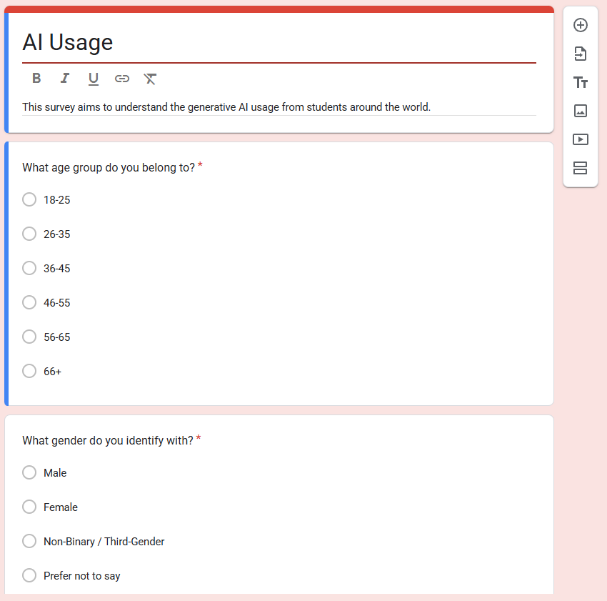 AI Usage
B I U
This survey aims to understand the generative AI usage from students around the world.
What age group do you belong to? *
18-25
26-35
36-45
46-55
56-65
66+
What gender do you identify with? *
Male
Female
Non-Binary / Third-Gender
Prefer not to say
Tт